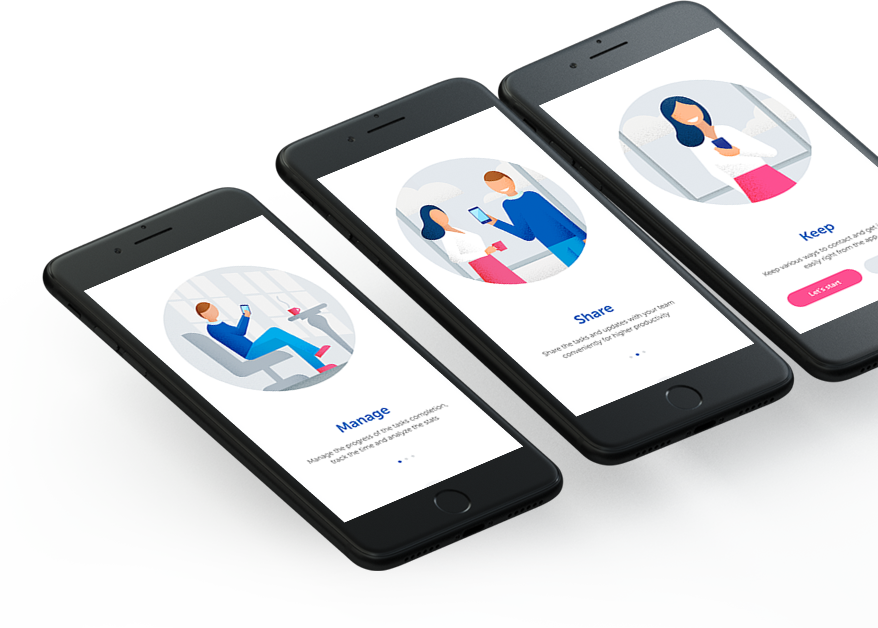 Manage
Manage the progress of the tasks completion,
track the time and analyze the stats
Share
Share the tasks and updates with your team
conveniently for higher productivity
Keep
Keep various ways to contact and get
easily right from the app
Let's start